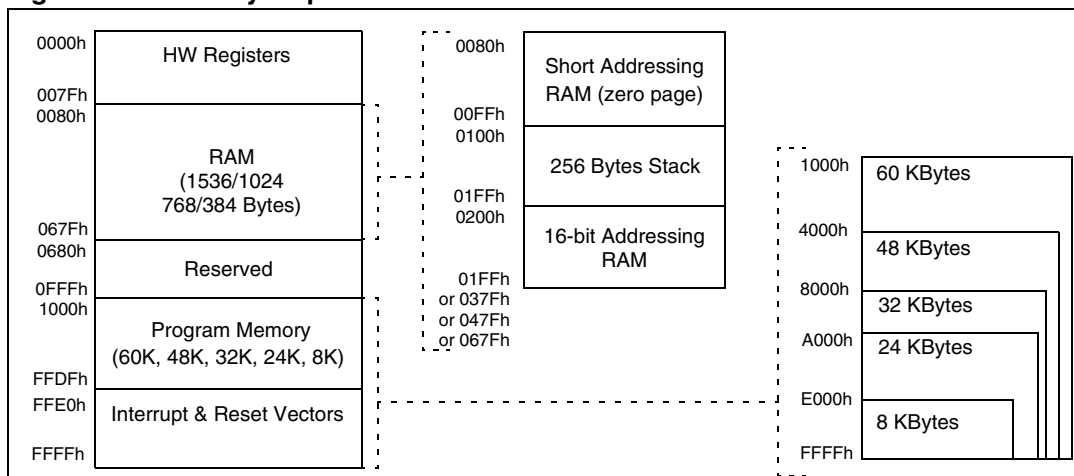 0000h
HW Registers
007Fh
0080h
RAM
(1536/1024
768/384 Bytes)
067Fh
0680h
Reserved
0FFFh
1000h
Program Memory
(60K, 48K, 32K, 24K, 8K)
FFDFh
FFE0h
Interrupt & Reset Vectors
FFFFh
0080h
Short Addressing
RAM (zero page)
00FFh
0100h
256 Bytes Stack
01FFh
0200h
16-bit Addressing
RAM
01FFh
or 037Fh
or 047Fh
or 067Fh
1000h
60 KBytes
4000h
48 KBytes
8000h
32 KBytes
A000h
24 KBytes
E000h
8 KBytes
FFFFh